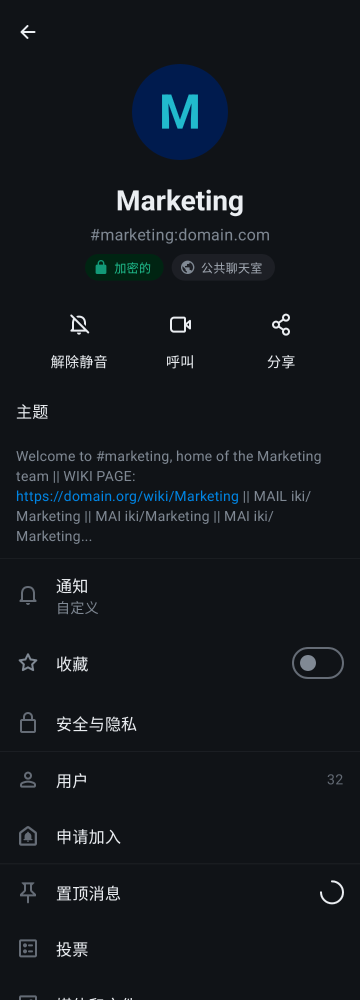 M
Marketing
#marketing:domain.com
加密的
公共聊天室
解除静音
呼叫
分享
主题
Welcome to #marketing, home of the Marketing
team || WIKI PAGE:
https://domain.org/wiki/Marketing || MAIL iki/
Marketing || MAI iki/Marketing || MAI iki/
Marketing...
通知
自定义
收藏
安全与隐私
用户
32
申请加入
置顶消息
投票